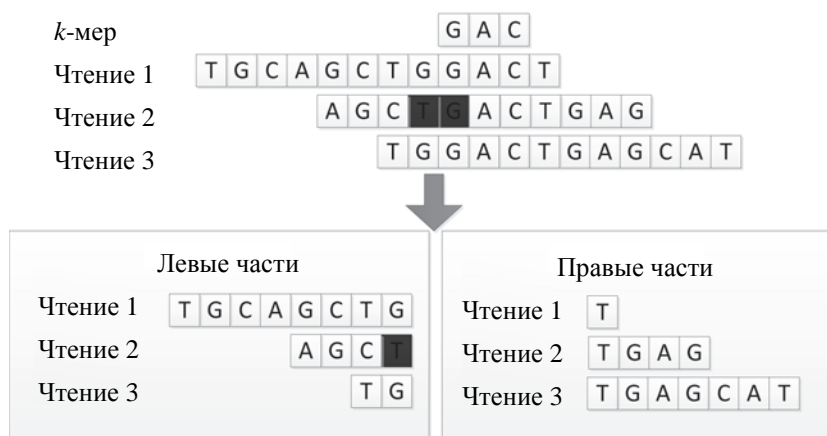 k-мер G A C
Чтение 1 T G C A G C T G G A C T
Чтение 2 A G C T G A C T G A G
Чтение 3 T G G A C T G A G C A T
Левые части
Чтение 1 T G C A G C T G
Чтение 2 A G C T
Чтение 3 T G
Правые части
Чтение 1 T
Чтение 2 T G A G
Чтение 3 T G A G C A T